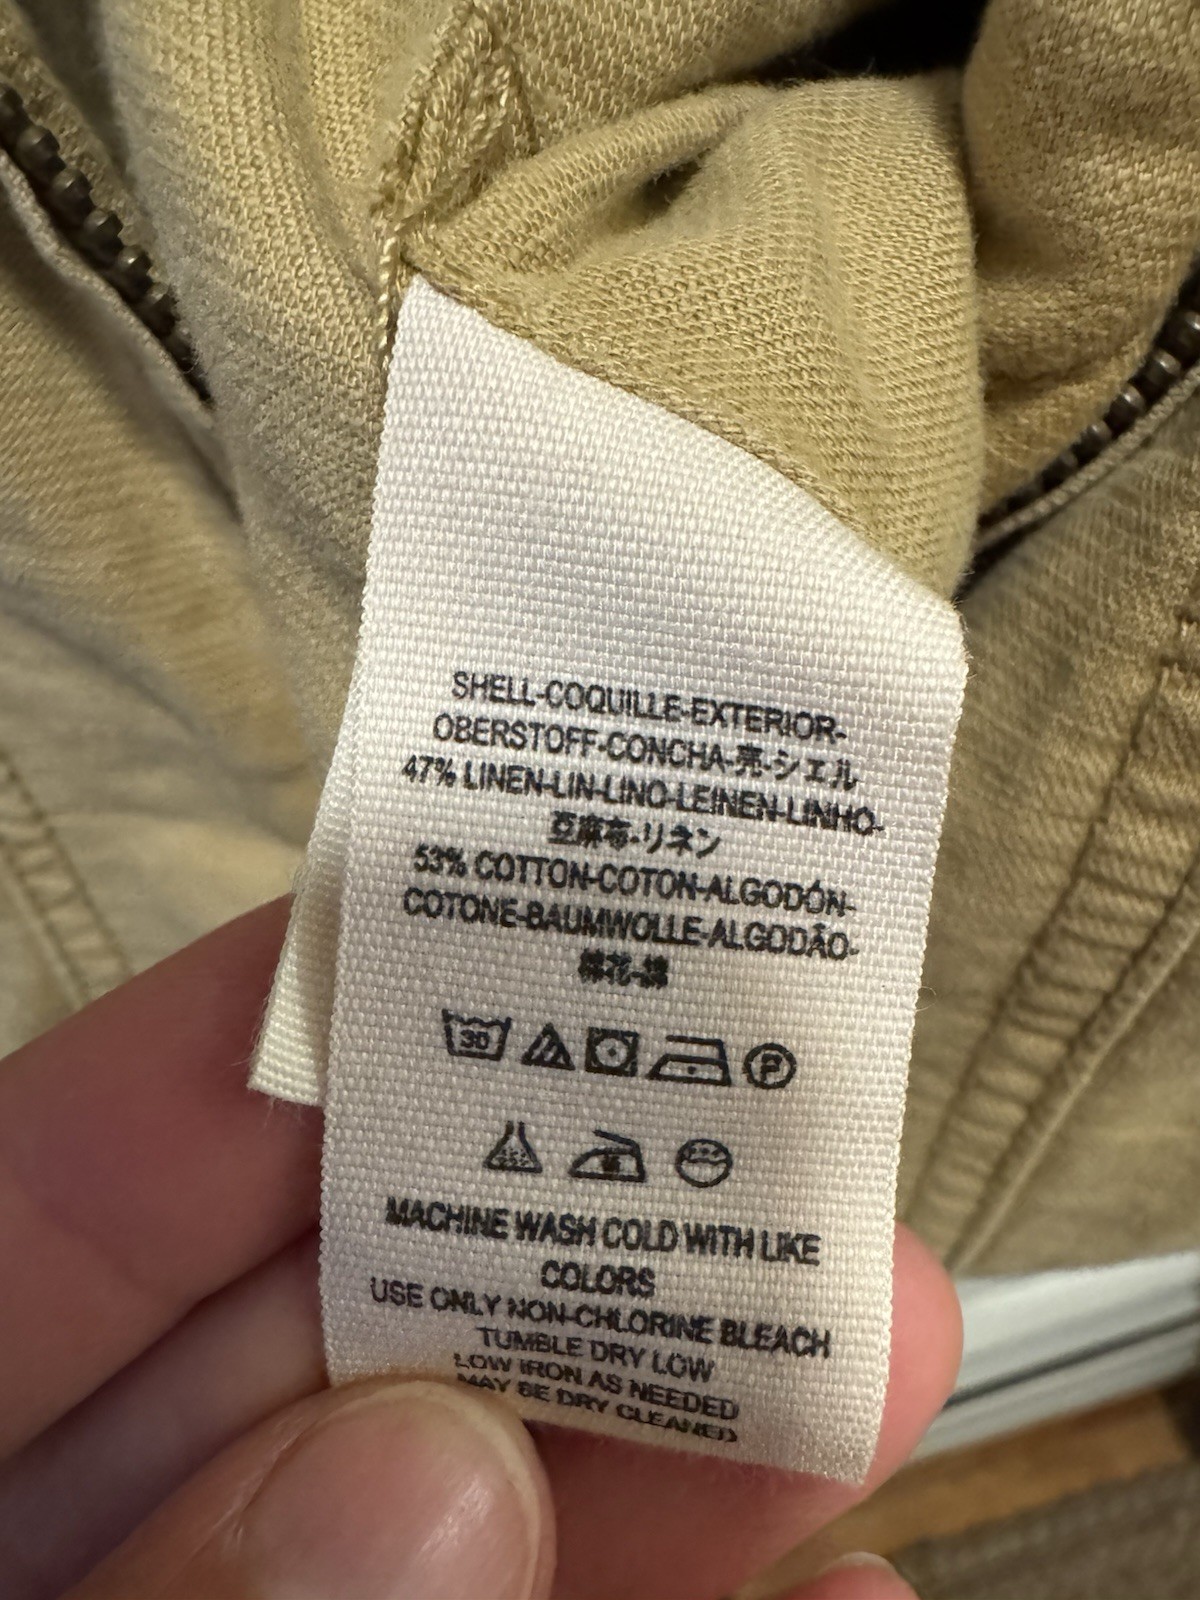 SHELL-COQUILLE-EXTERIOR-
OBERSTOFF-CONCHA-壳-シェル
47% LINEN-LIN-LINO-LEINEN-LINHO-
亞麻布-リネン
53% COTTON-COTON-ALGODÓN-
COTONE-BAUMWOLLE-ALGODÃO-
棉花-綿
30
P
MACHINE WASH COLD WITH LIKE
COLORS
USE ONLY NON-CHLORINE BLEACH
TUMBLE DRY LOW
LOW IRON AS NEEDED
MAY BE DRY CLEANED